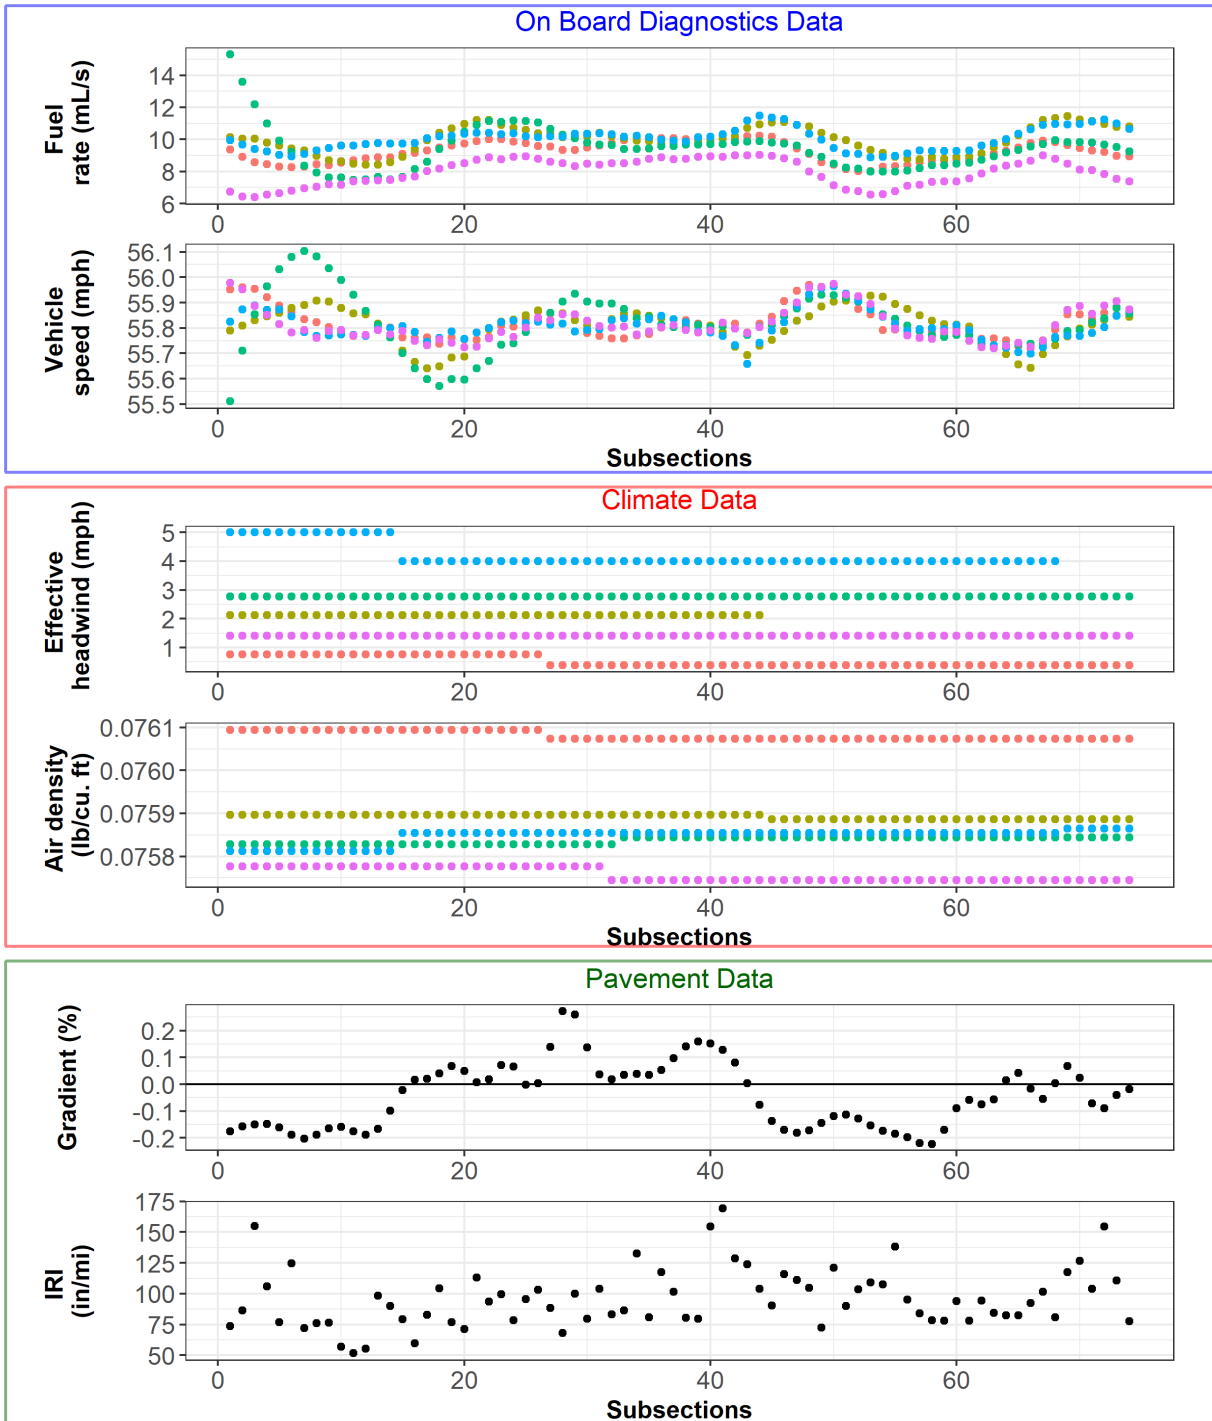 On Board Diagnostics Data
Fuel
rate (mL/s)
14
12
10
8
6
0 20 40 60
Vehicle
speed (mph)
56.1
56.0
55.9
55.8
55.7
55.6
55.5
0 20 40 60
Subsections
Climate Data
Effective
headwind (mph)
5
4
3
2
1
0 20 40 60
Air density
(lb/cu. ft)
0.0761
0.0760
0.0759
0.0758
0 20 40 60
Subsections
Pavement Data
Gradient (%)
0.2
0.1
0.0
-0.1
-0.2
0 20 40 60
IRI
(in/mi)
175
150
125
100
75
50
0 20 40 60
Subsections